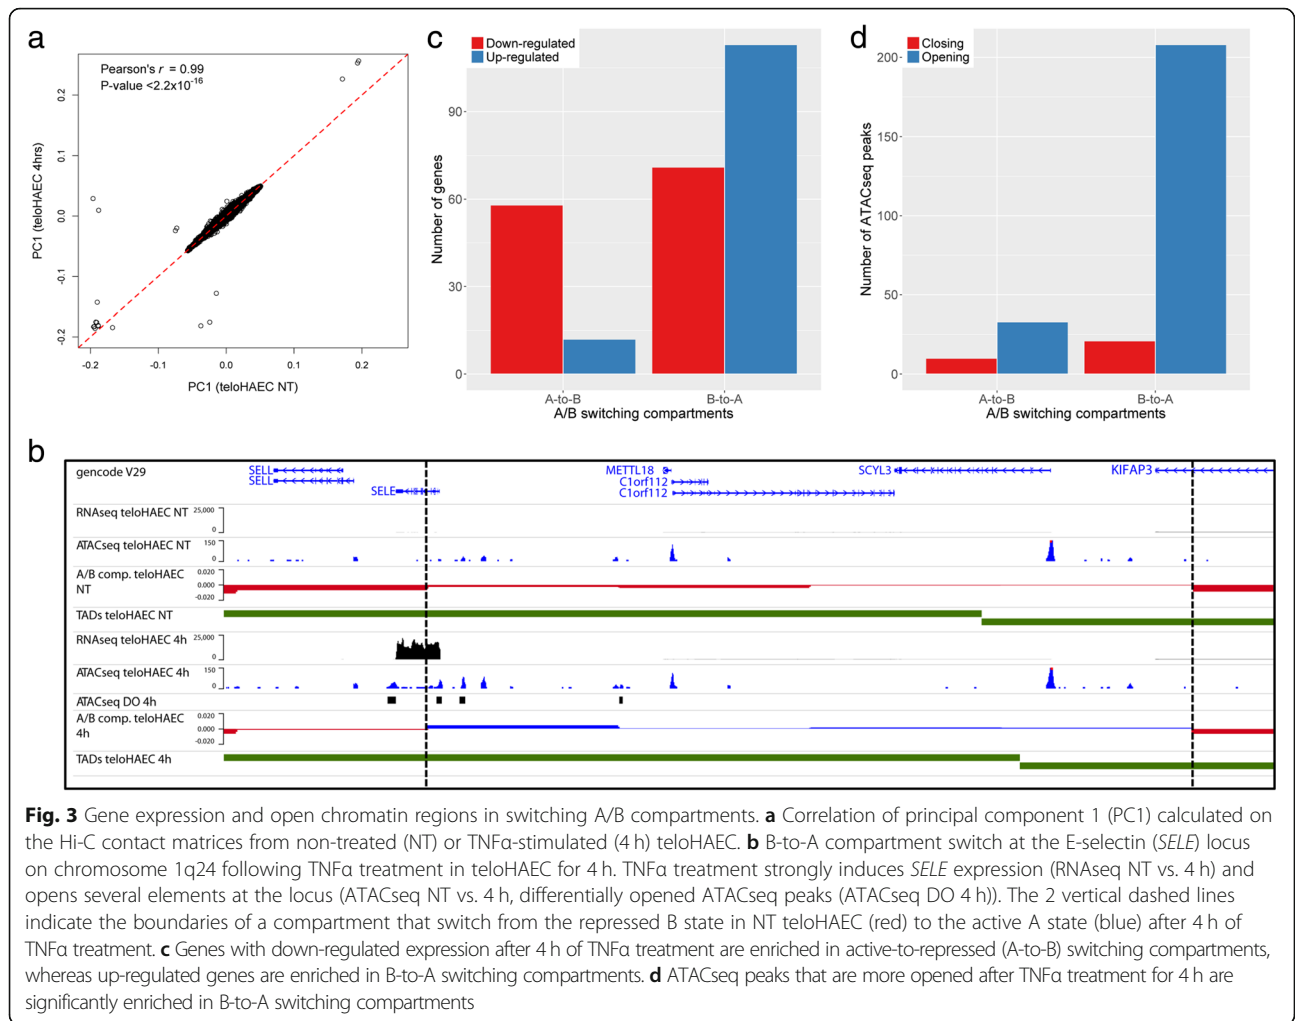 a
Pearson's r = 0.99
P-value <2.2x10-16
PC1 (teloHAEC 4hrs)
0.2
0.1
0.0
-0.1
-0.2
-0.2
-0.1
0.0
0.1
0.2
PC1 (teloHAEC NT)
c
Down-regulated
Up-regulated
Number of genes
90
60
30
0
A-to-B
B-to-A
A/B switching compartments
d
Closing
Opening
Number of ATACseq peaks
200
150
100
50
0
A-to-B
B-to-A
A/B switching compartments
b
gencode V29
SELL
SELL
SELE
METTL18
C1orf112
C1orf112
SCYL3
KIFAP3
RNAseq teloHAEC NT 25,000
0
ATACseq teloHAEC NT 150
0
A/B comp. teloHAEC NT
0.020
0.000
-0.020
TADs teloHAEC NT
RNAseq teloHAEC 4h 25,000
0
ATACseq teloHAEC 4h 150
0
ATACseq DO 4h
A/B comp. teloHAEC 4h
0.020
0.000
-0.020
TADs teloHAEC 4h
Fig. 3 Gene expression and open chromatin regions in switching A/B compartments. a Correlation of principal component 1 (PC1) calculated on
the Hi-C contact matrices from non-treated (NT) or TNFα-stimulated (4 h) teloHAEC. b B-to-A compartment switch at the E-selectin (SELE) locus
on chromosome 1q24 following TNFα treatment in teloHAEC for 4 h. TNFα treatment strongly induces SELE expression (RNAseq NT vs. 4 h) and
opens several elements at the locus (ATACseq NT vs. 4 h, differentially opened ATACseq peaks (ATACseq DO 4 h)). The 2 vertical dashed lines
indicate the boundaries of a compartment that switch from the repressed B state in NT teloHAEC (red) to the active A state (blue) after 4 h of
TNFα treatment. c Genes with down-regulated expression after 4 h of TNFα treatment are enriched in active-to-repressed (A-to-B) switching compartments,
whereas up-regulated genes are enriched in B-to-A switching compartments. d ATACseq peaks that are more opened after TNFα treatment for 4 h are
significantly enriched in B-to-A switching compartments